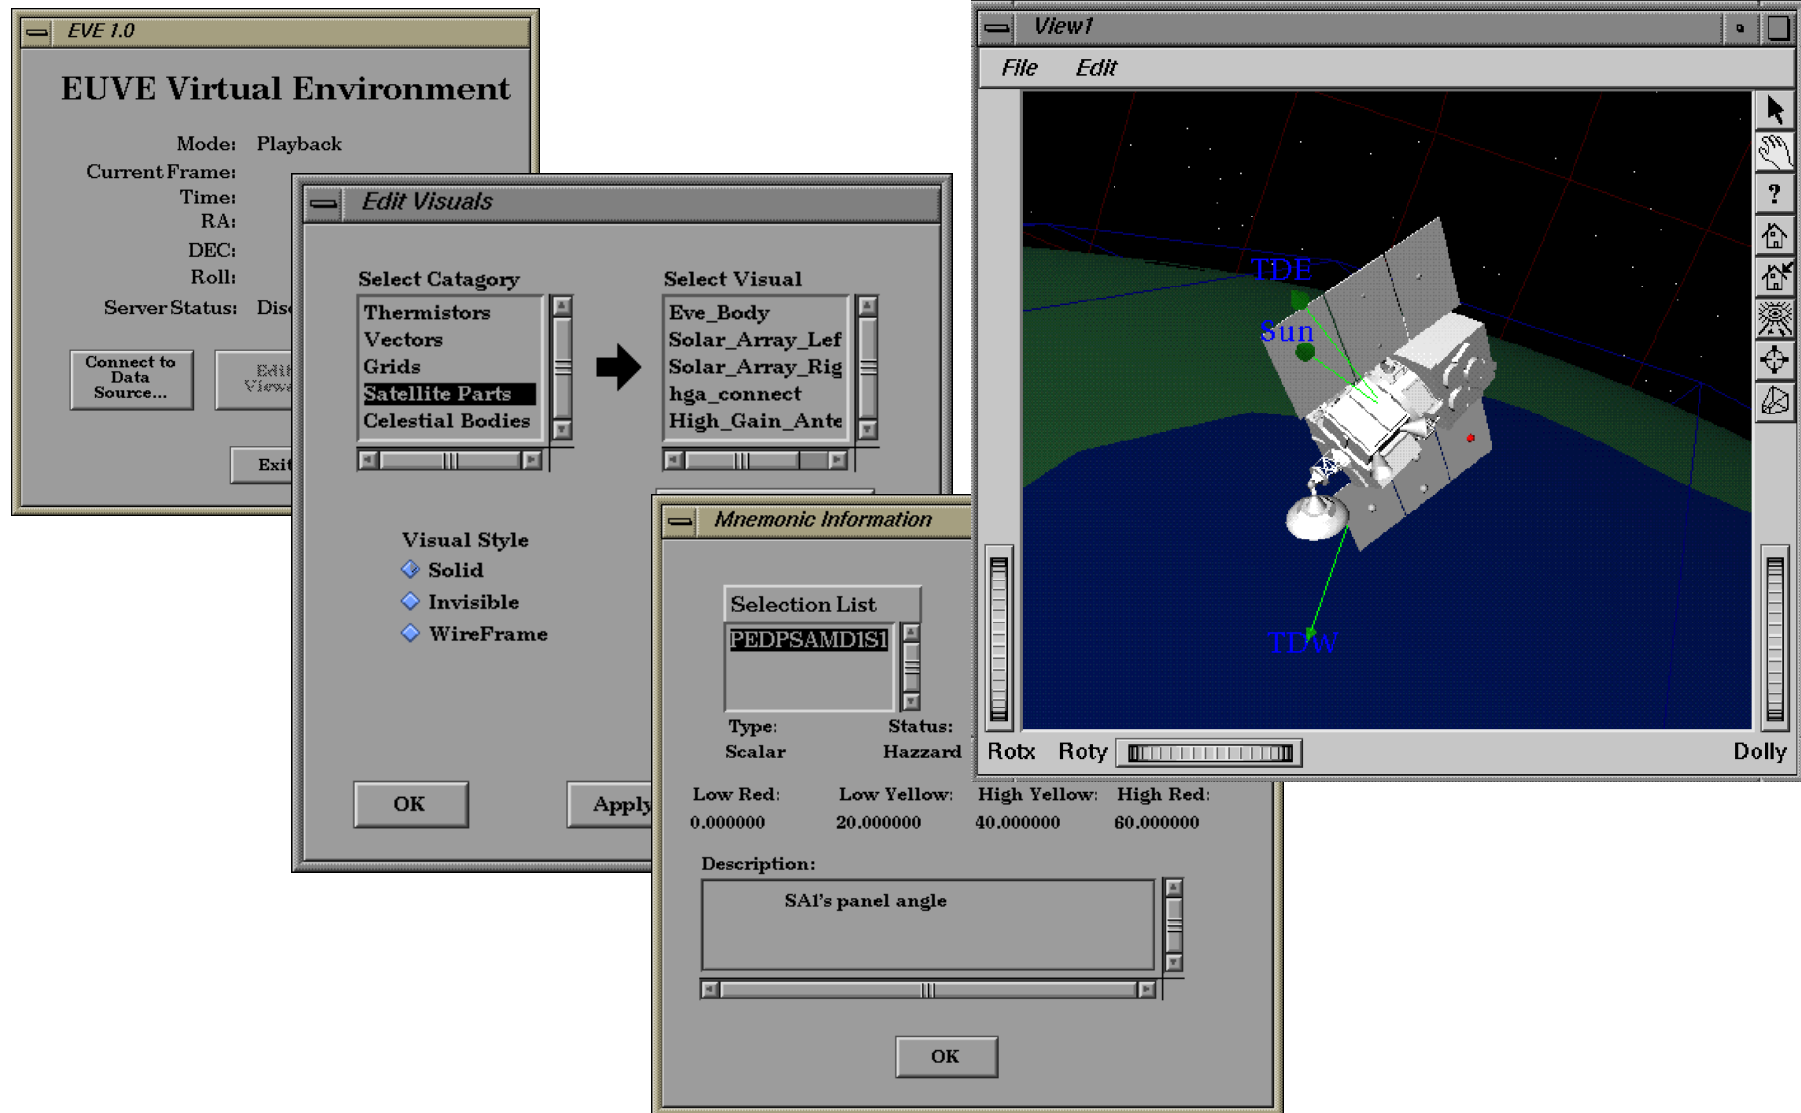 EVE 1.0
EUVE Virtual Environment
Mode: Playback
Current Frame:
Time:
RA:
DEC:
Roll:
Server Status:
Connect to
Data
Source...
Exit
Edit Visuals
Select Catagory
Thermistors
Vectors
Grids
Satellite Parts
Celestial Bodies
Select Visual
Eve_Body
Solar_Array_Lef
Solar_Array_Rig
hga_connect
High_Gain_Ante
Visual Style
Solid
Invisible
WireFrame
OK
Apply
Mnemonic Information
Selection List
PEDPSAMD1S1
Type: Status:
Scalar Hazzard
Low Red: Low Yellow: High Yellow: High Red:
0.000000 20.000000 40.000000 60.000000
Description:
SA1's panel angle
OK
View1
File Edit
TDE
Sun
TDW
?
Rotx Roty Dolly